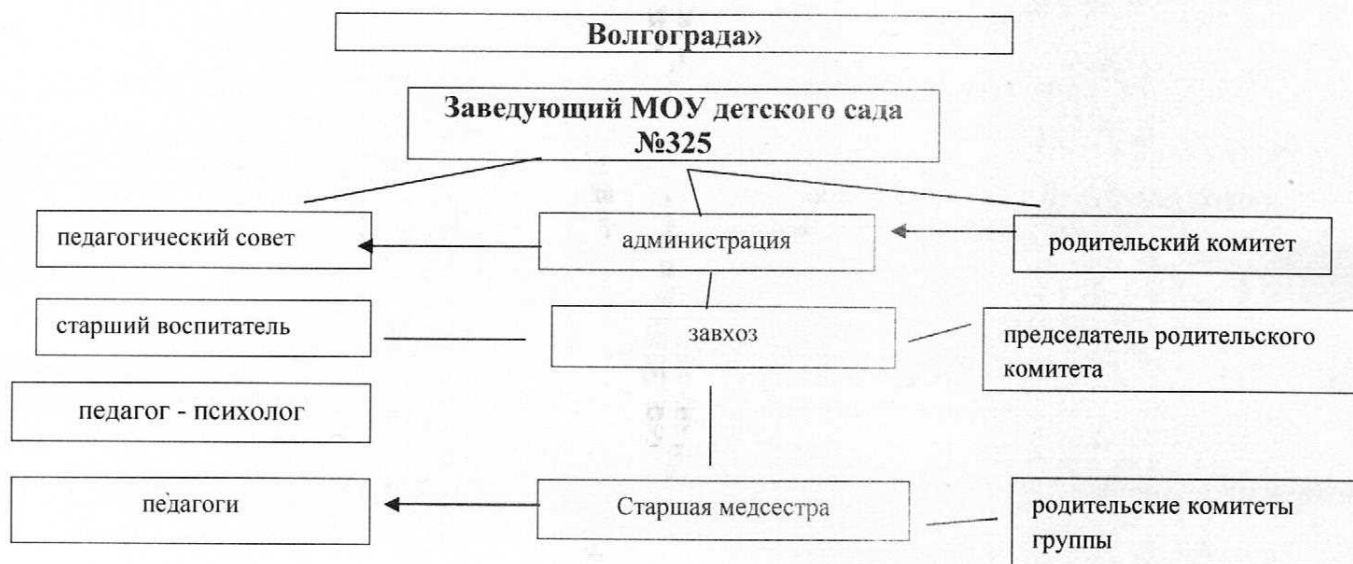 Волгограда»
Заведующий МОУ детского сада
№325
педагогический совет
администрация
родительский комитет
старший воспитатель
завхоз
председатель родительского
комитета
педагог - психолог
педагоги
Старшая медсестра
родительские комитеты
группы